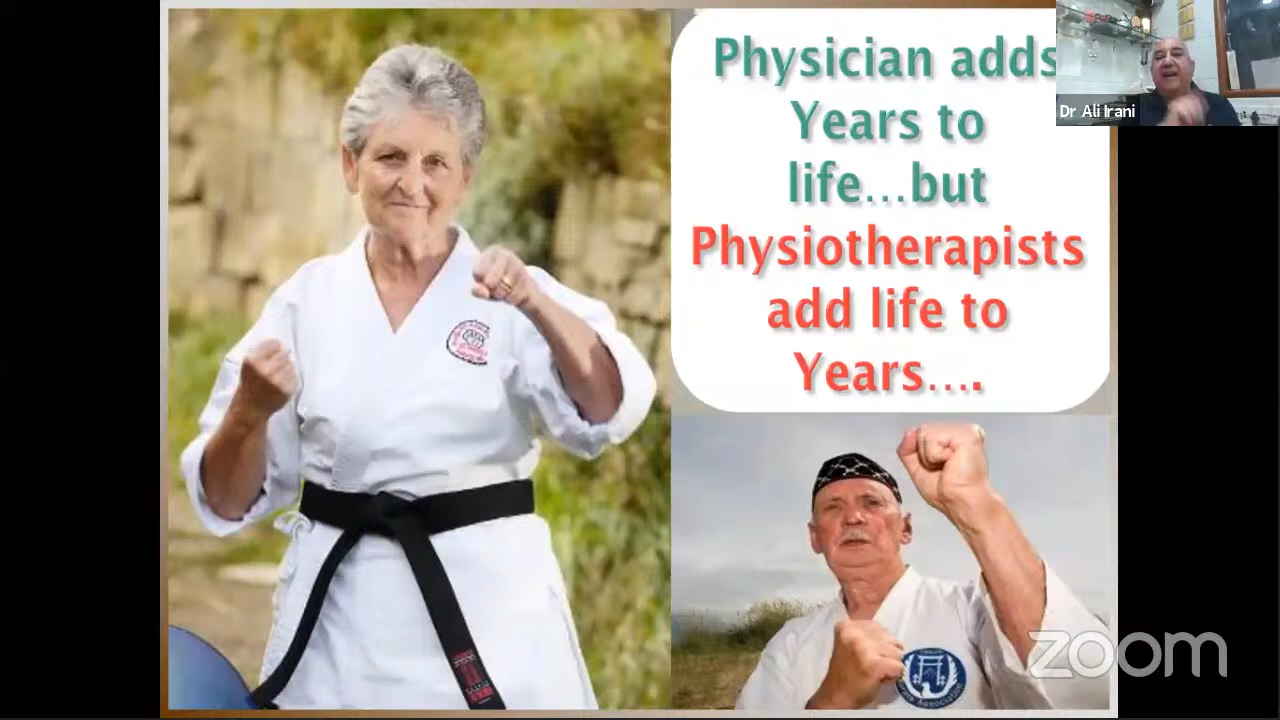 Physician adds
Years to
life...but
Physiotherapists
add life to
Years....
Dr Ali Irani
zoom